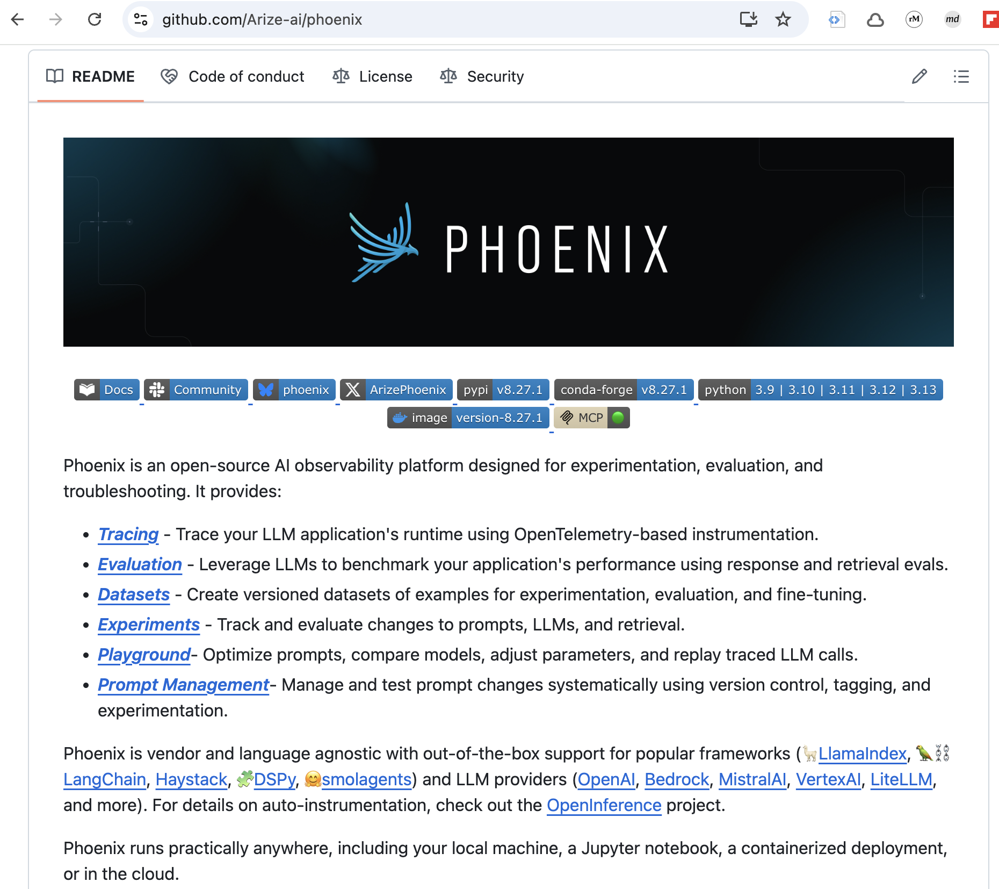 github.com/Arize-ai/phoenix
rM
md
README
Code of conduct
License
Security
PHOENIX
Docs
Community
phoenix
ArizePhoenix
pypi v8.27.1
conda-forge v8.27.1
python 3.9 | 3.10 | 3.11 | 3.12 | 3.13
image version-8.27.1
MCP
Phoenix is an open-source AI observability platform designed for experimentation, evaluation, and
troubleshooting. It provides:
• Tracing - Trace your LLM application's runtime using OpenTelemetry-based instrumentation.
• Evaluation - Leverage LLMs to benchmark your application's performance using response and retrieval evals.
• Datasets - Create versioned datasets of examples for experimentation, evaluation, and fine-tuning.
• Experiments - Track and evaluate changes to prompts, LLMs, and retrieval.
• Playground- Optimize prompts, compare models, adjust parameters, and replay traced LLM calls.
• Prompt Management- Manage and test prompt changes systematically using version control, tagging, and
experimentation.
Phoenix is vendor and language agnostic with out-of-the-box support for popular frameworks (🦙LlamaIndex, 🦜⛓
LangChain, Haystack, 🧩DSPy, 🤗smolagents) and LLM providers (OpenAI, Bedrock, MistralAI, VertexAI, LiteLLM,
and more). For details on auto-instrumentation, check out the OpenInference project.
Phoenix runs practically anywhere, including your local machine, a Jupyter notebook, a containerized deployment,
or in the cloud.